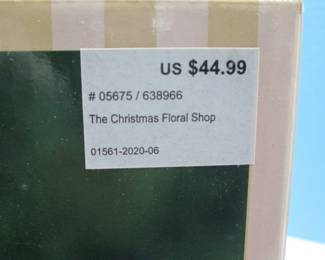 US $44.99
# 05675 / 638966
The Christmas Floral Shop
01561-2020-06